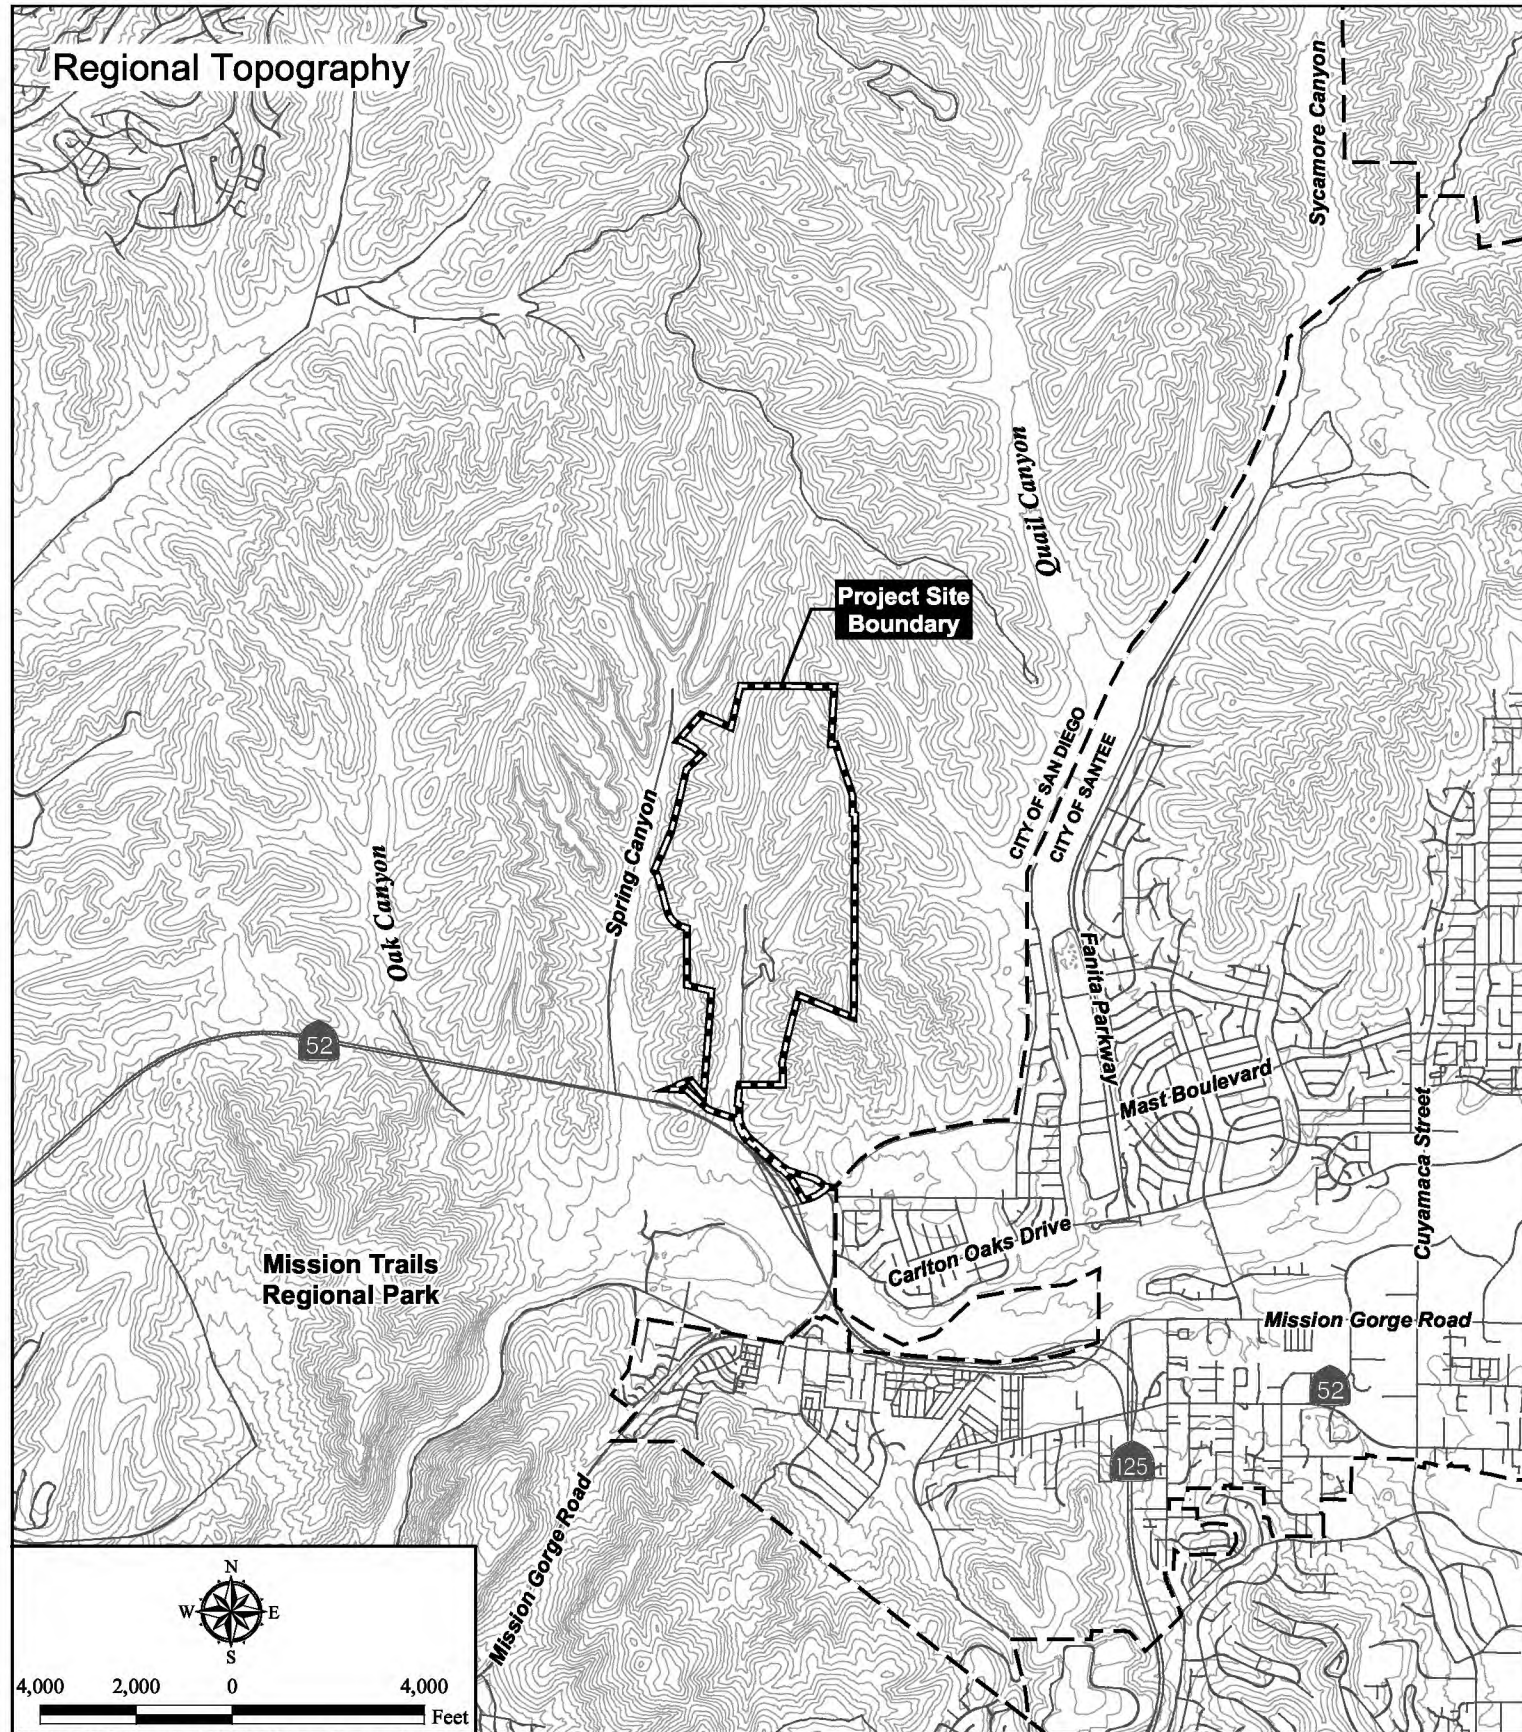 Regional Topography
Sycamore Canyon
Quail Canyon
Project Site
Boundary
CITY OF SAN DIEGO
CITY OF SANTEE
Spring Canyon
Oak Canyon
Fanita Parkway
52
Mast Boulevard
Cuyamaca Street
Carlton Oaks Drive
Mission Trails
Regional Park
Mission Gorge Road
52
125
Mission Gorge Road
N
W E
S
4,000 2,000 0 4,000
Feet